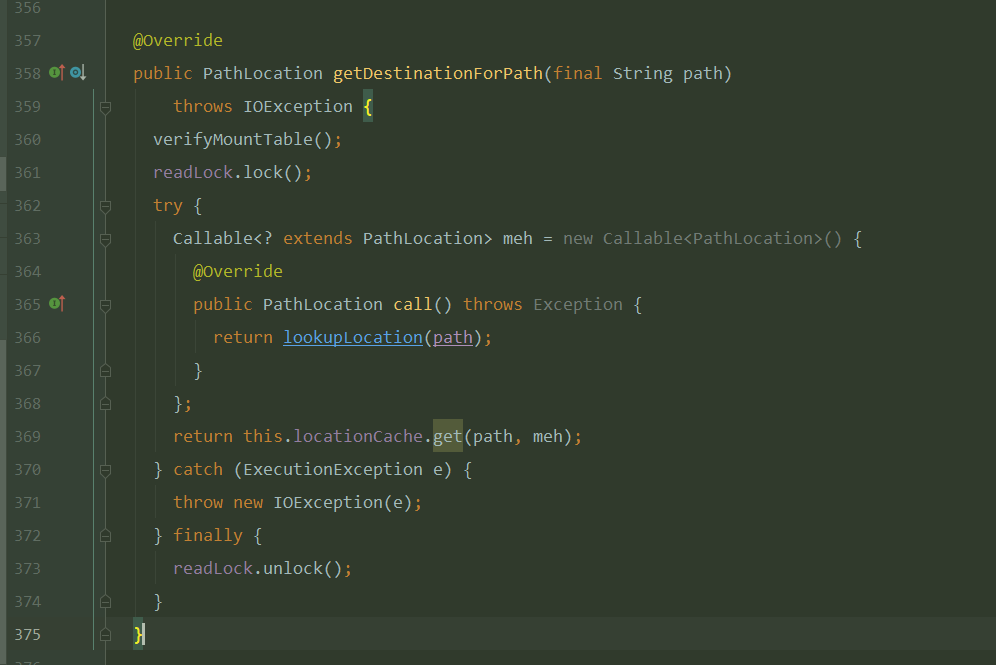 356
357 @Override
358 public PathLocation getDestinationForPath(final String path)
359 throws IOException {
360 verifyMountTable();
361 readLock.lock();
362 try {
363 Callable<? extends PathLocation> meh = new Callable<PathLocation>() {
364 @Override
365 public PathLocation call() throws Exception {
366 return lookupLocation(path);
367 }
368 };
369 return this.locationCache.get(path, meh);
370 } catch (ExecutionException e) {
371 throw new IOException(e);
372 } finally {
373 readLock.unlock();
374 }
375 }
376